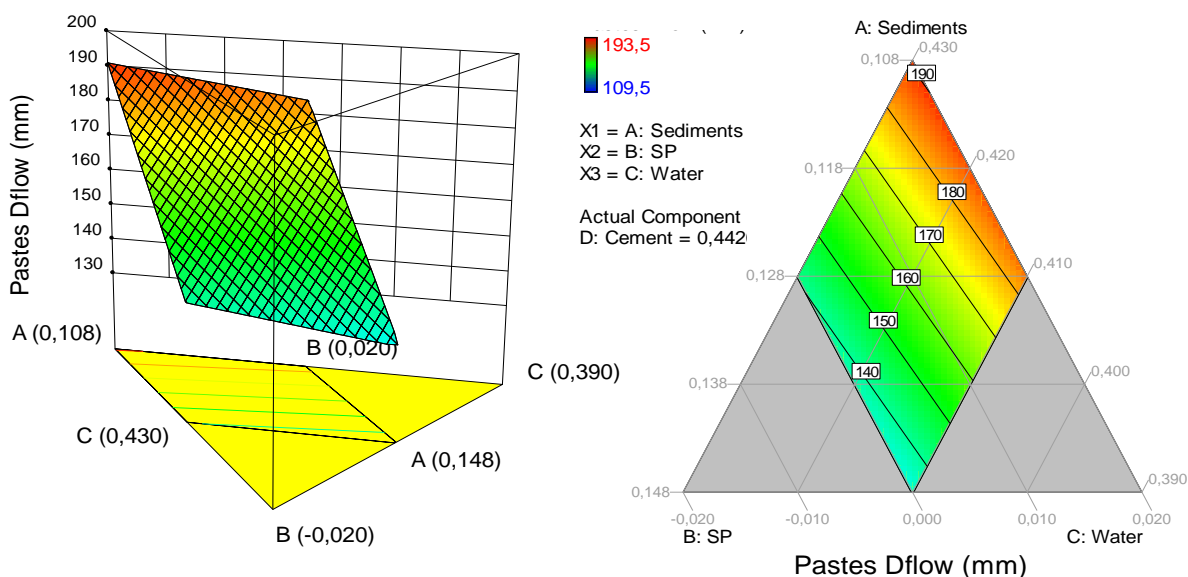 200
190
180
170
160
150
140
130
Pastes Dflow (mm)
A (0,108)
C (0,430)
B (-0,020)
A (0,148)
C (0,390)
B (0,020)
193,5
109,5
X1 = A: Sediments
X2 = B: SP
X3 = C: Water
Actual Component
D: Cement = 0,442
A: Sediments
0,430
0,108
190
0,420
0,118
180
170
0,410
0,128
160
150
0,400
0,138
140
0,390
0,148
-0,020
-0,010
0,000
0,010
0,020
B: SP
C: Water
Pastes Dflow (mm)